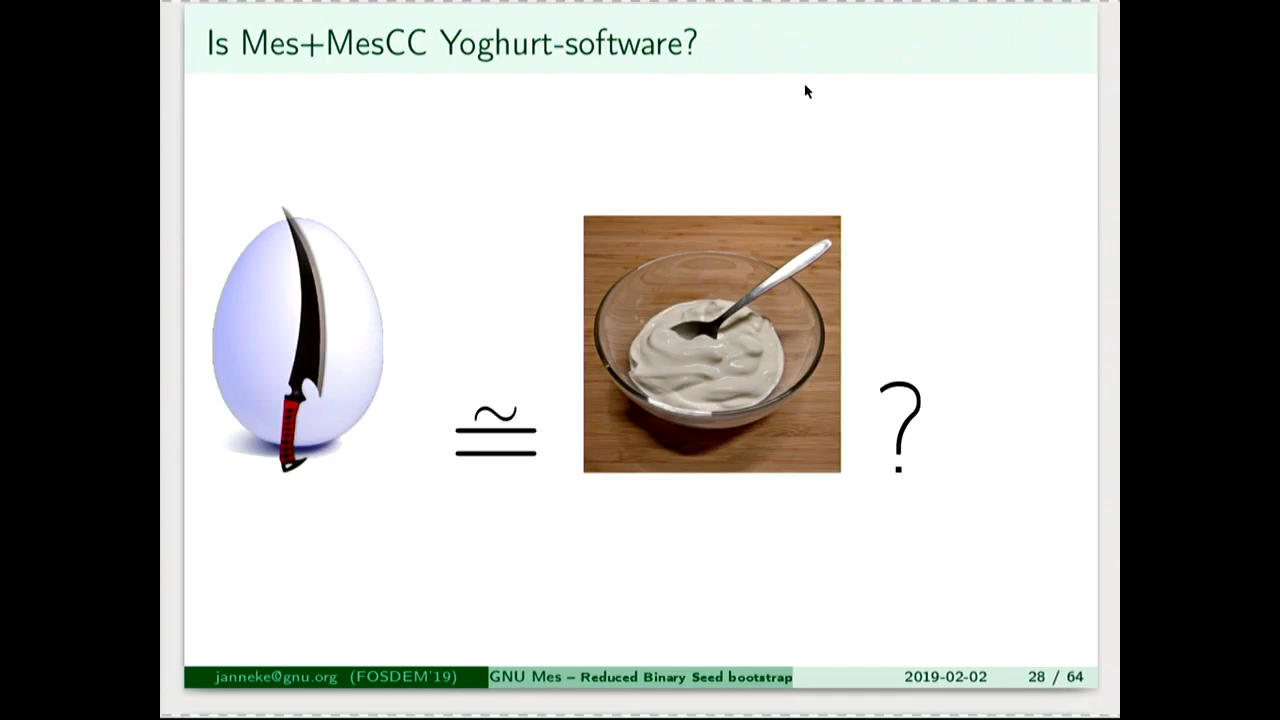 Is Mes+MesCC Yoghurt-software?
≅ ?
janneke@gnu.org (FOSDEM'19) GNU Mes – Reduced Binary Seed bootstrap 2019-02-02 28 / 64